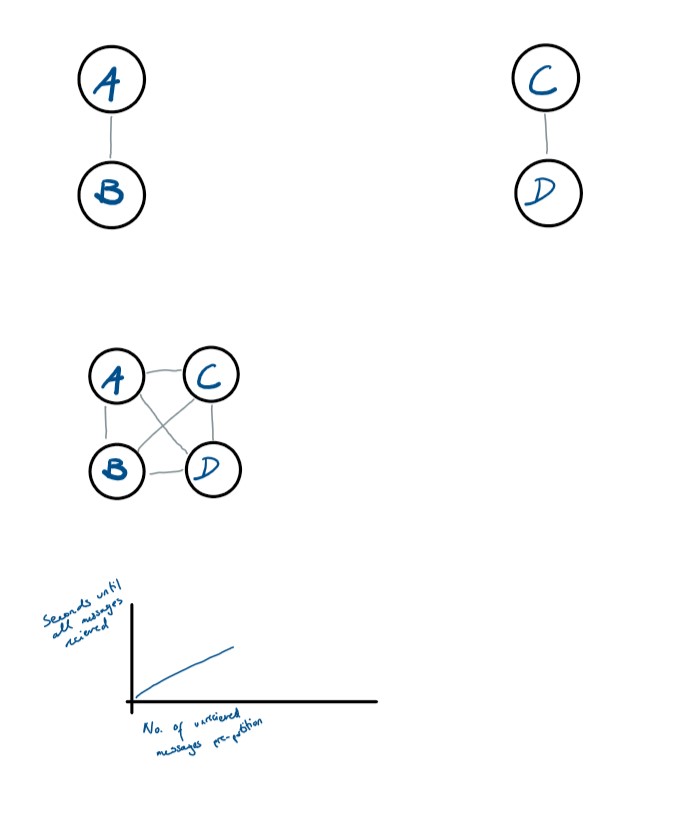 A
C
B
D
A
C
B
D
Seconds until
all messages
recieved
No. of unrecieved
messages pre-partition